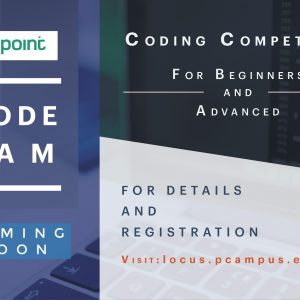 point
ODE
AM
MING
OON
CODING COMPET
FOR BEGINNERS
AND
ADVANCED
FOR DETAILS
AND
REGISTRATION
VISIT:locus.pcampus.e